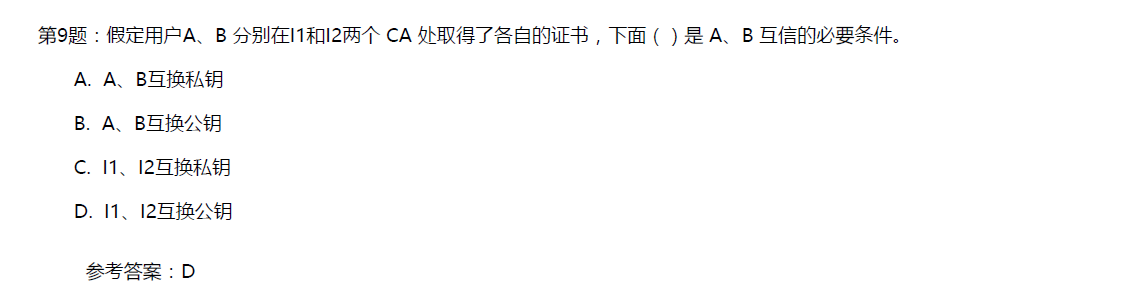 第9题：假定用户A、B 分别在I1和I2两个 CA 处取得了各自的证书，下面（ ）是 A、B 互信的必要条件。
A. A、B互换私钥
B. A、B互换公钥
C. I1、I2互换私钥
D. I1、I2互换公钥
参考答案：D